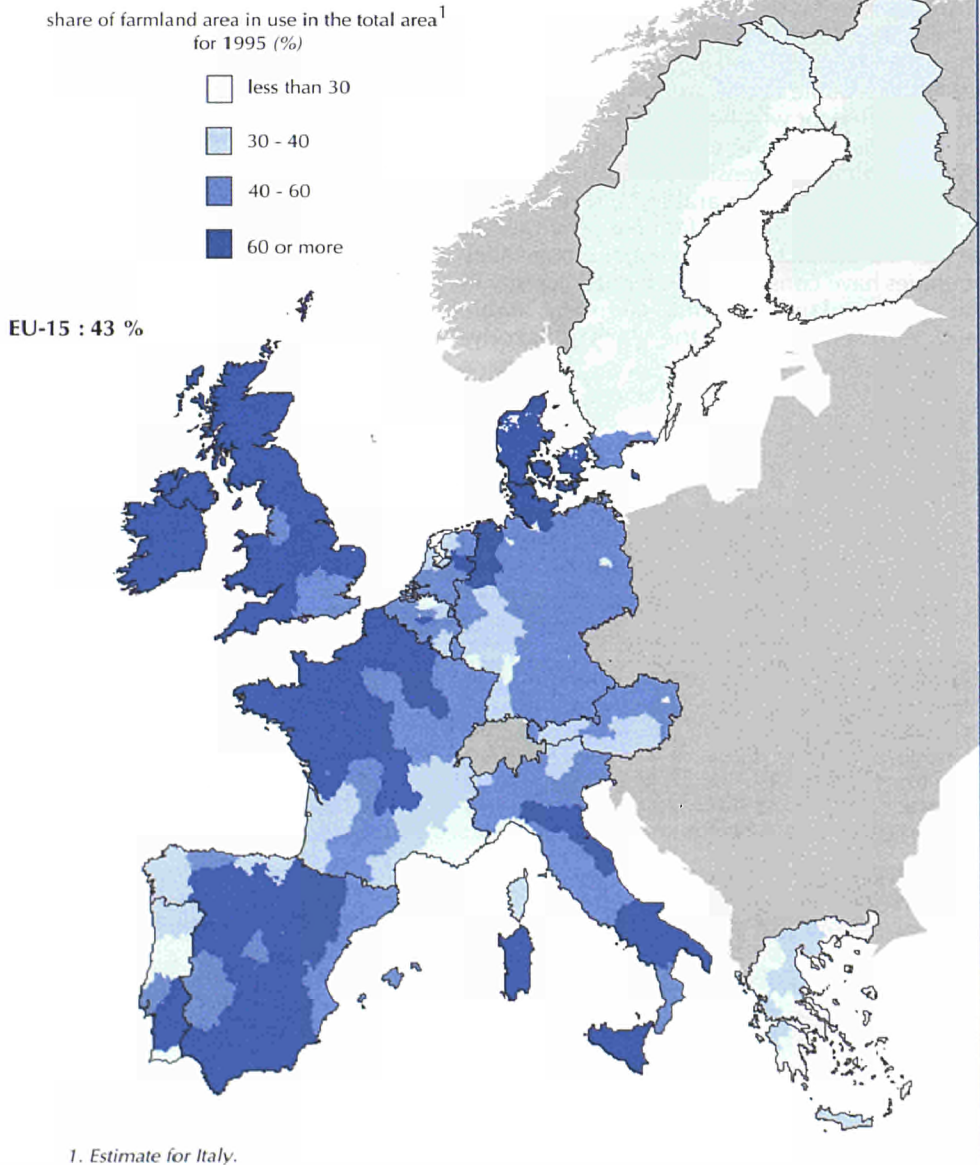 share of farmland area in use in the total area1
for 1995 (%)
less than 30
30 - 40
40 - 60
60 or more
EU-15 : 43 %
1. Estimate for Italy.